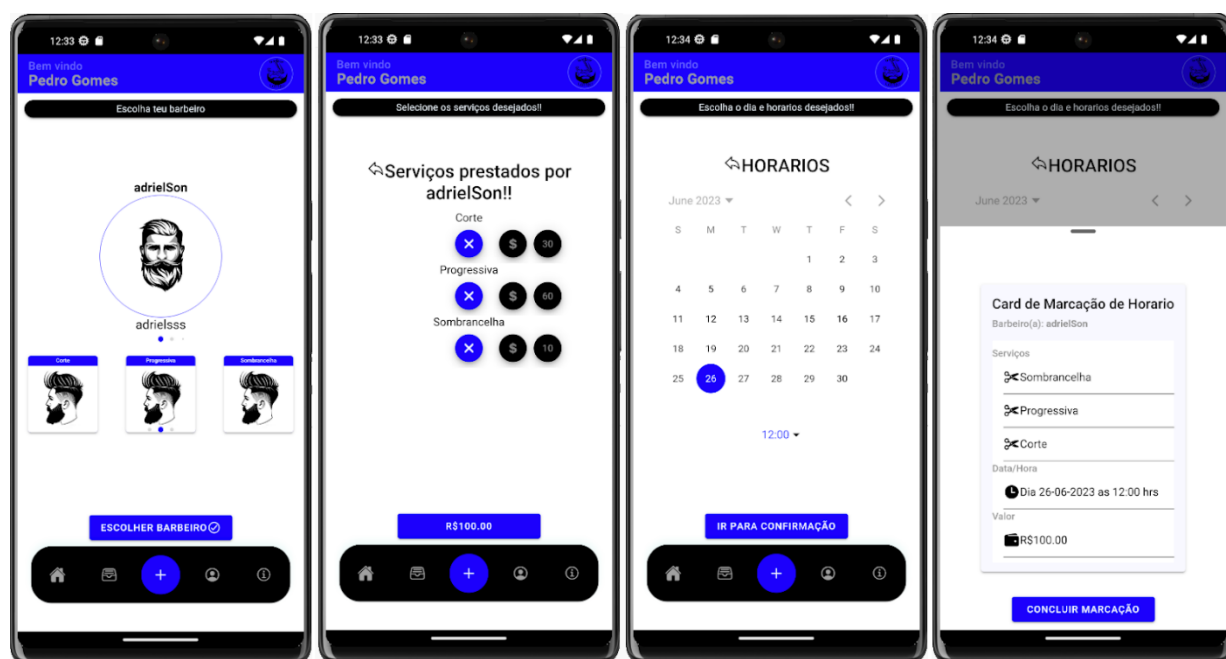 12:33
Bem vindo
Pedro Gomes
Escolha teu barbeiro
adrielSon
adrielsss
Corte
Progressiva
Sombrancelha
ESCOLHER BARBEIRO
12:33
Bem vindo
Pedro Gomes
Selecione os serviços desejados!!
Serviços prestados por
adrielSon!!
Corte
$ 30
Progressiva
$ 60
Sombrancelha
$ 10
R$100.00
12:34
Bem vindo
Pedro Gomes
Escolha o dia e horarios desejados!!
HORARIOS
June 2023
S M T W T F S
1 2 3
4 5 6 7 8 9 10
11 12 13 14 15 16 17
18 19 20 21 22 23 24
25 26 27 28 29 30
12:00
IR PARA CONFIRMAÇÃO
12:34
Bem vindo
Pedro Gomes
Escolha o dia e horarios desejados!!
HORARIOS
June 2023
Card de Marcação de Horario
Barbeiro(a): adrielSon
Serviços
Sombrancelha
Progressiva
Corte
Data/Hora
Dia 26-06-2023 as 12:00 hrs
Valor
R$100.00
CONCLUIR MARCAÇÃO